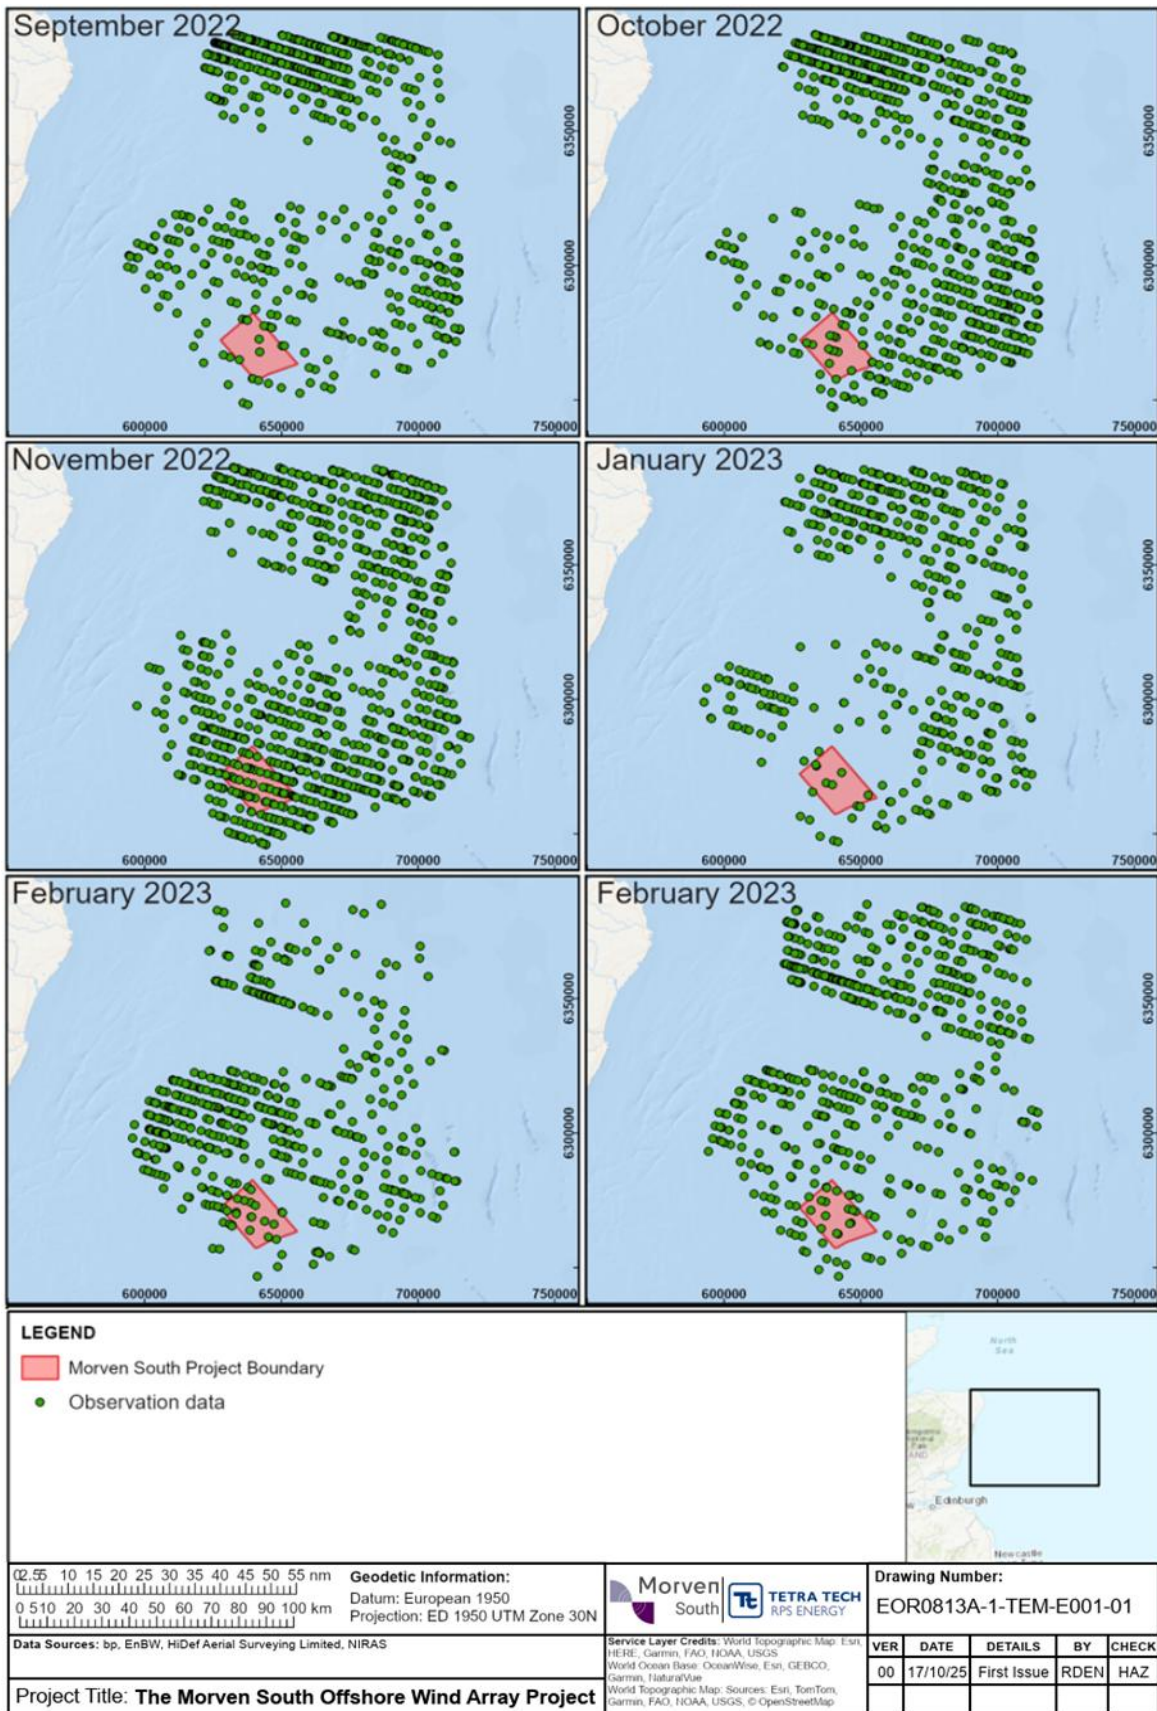 September 2022
October 2022
6350000
6300000
600000 650000 700000 750000
6350000
6300000
600000 650000 700000 750000
November 2022
January 2023
6350000
6300000
600000 650000 700000 750000
6350000
6300000
600000 650000 700000 750000
February 2023
February 2023
6350000
6300000
600000 650000 700000 750000
6350000
6300000
600000 650000 700000 750000
LEGEND
Morven South Project Boundary
Observation data
North
Sea
Edinburgh
Newcastle
0 2.5 5 10 15 20 25 30 35 40 45 50 55 nm
0 5 10 20 30 40 50 60 70 80 90 100 km
Geodetic Information:
Datum: European 1950
Projection: ED 1950 UTM Zone 30N
Data Sources: bp, EnBW, HiDef Aerial Surveying Limited, NIRAS
Project Title: The Morven South Offshore Wind Array Project
Morven
South
Tt
TETRA TECH
RPS ENERGY
Service Layer Credits: World Topographic Map: Esri,
HERE, Garmin, FAO, NOAA, USGS
World Ocean Base: OceanWise, Esri, GEBCO,
Garmin, NaturalVue
World Topographic Map: Sources: Esri, TomTom,
Garmin, FAO, NOAA, USGS, © OpenStreetMap
Drawing Number:
EOR0813A-1-TEM-E001-01
VER DATE DETAILS BY CHECK
00 17/10/25 First Issue RDEN HAZ